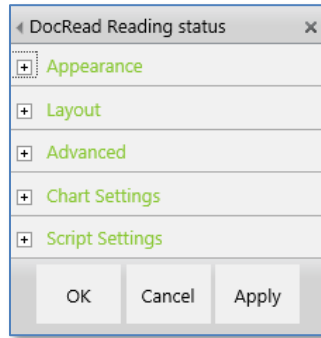 DocRead Reading status
Appearance
Layout
Advanced
Chart Settings
Script Settings
OK Cancel Apply